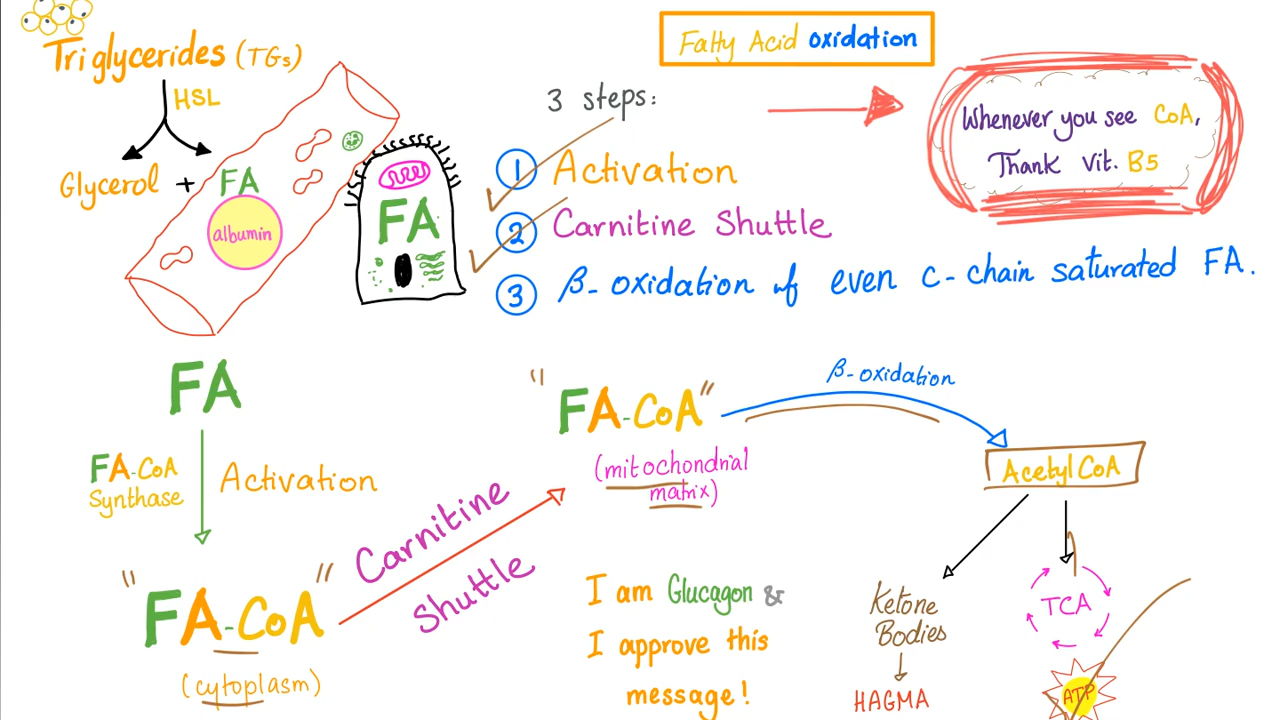 Fatty Acid oxidation
Triglycerides (TGs)
HSL
Glycerol + FA
albumin
FA
3 steps:
1 Activation
2 Carnitine Shuttle
3 β-oxidation of even c-chain saturated FA.
Whenever you see CoA,
Thank vit. B5
FA
FA-CoA
Synthase
Activation
"FA-CoA"
(cytoplasm)
Carnitine
Shuttle
"FA-CoA"
(mitochondrial
matrix)
β-oxidation
Acetyl CoA
Ketone
Bodies
HAGMA
TCA
ATP
I am Glucagon &
I approve this
message!